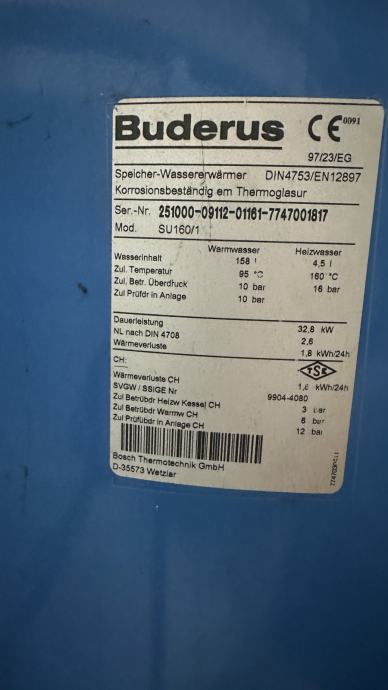 Buderus CE 0091
97/23/EG
Speicher-Wassererwärmer DIN4753/EN12897
Korrosionsbeständig em Thermoglasur
Ser.-Nr. 251000-09112-01161-7747001817
Mod. SU160/1
Warmwasser Heizwasser
Wasserinhalt 158 l 4,5 l
Zul. Temperatur 95 °C 160 °C
Zul. Betr. Überdruck 10 bar 16 bar
Zul Prüfdr in Anlage 10 bar
Dauerleistung 32,8 kW
NL nach DIN 4708 2,6
Wärmeverluste 1,8 kWh/24h
CH: TSE
Wärmeverluste CH kWh/24h
SVGW / SSIGE Nr 9904-4080
Zul Betrübdr Heizw Kessel CH 3 bar
Zul Betrübdr Warmw CH 6 bar
Zul Prüfübdr in Anlage CH 12 bar
Bosch Thermotechnik GmbH
D-35573 Wetzlar